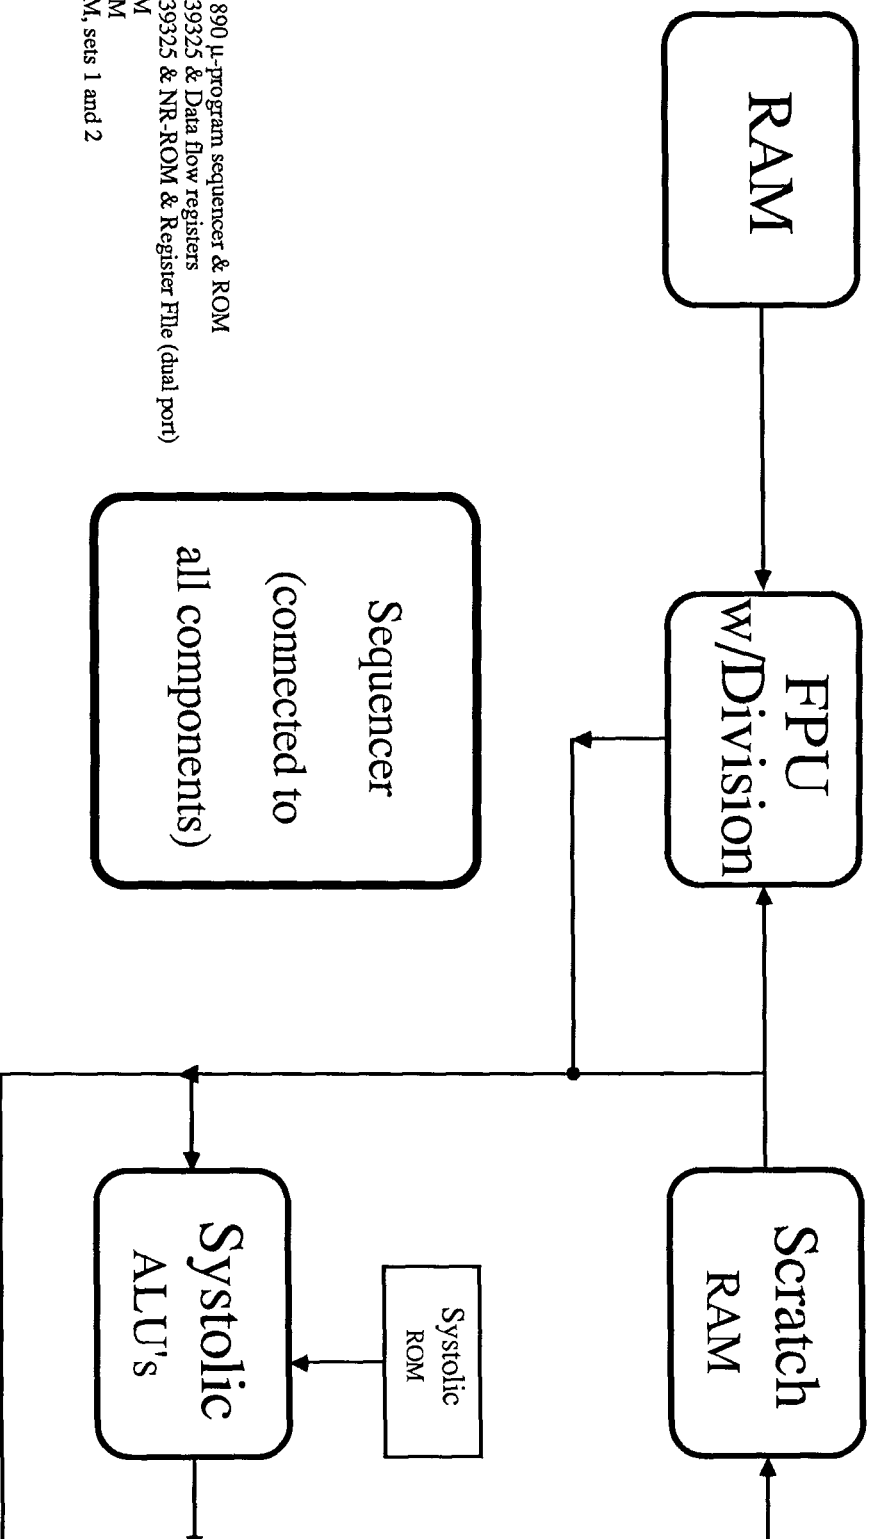 RAM
FPU
w/Division
Scratch
RAM
Sequencer
(connected to
all components)
Systolic
ROM
Systolic
ALU's
890 μ-program sequencer & ROM
39325 & Data flow registers
39325 & NR-ROM & Register FIle (dual port)
M
M
M, sets 1 and 2